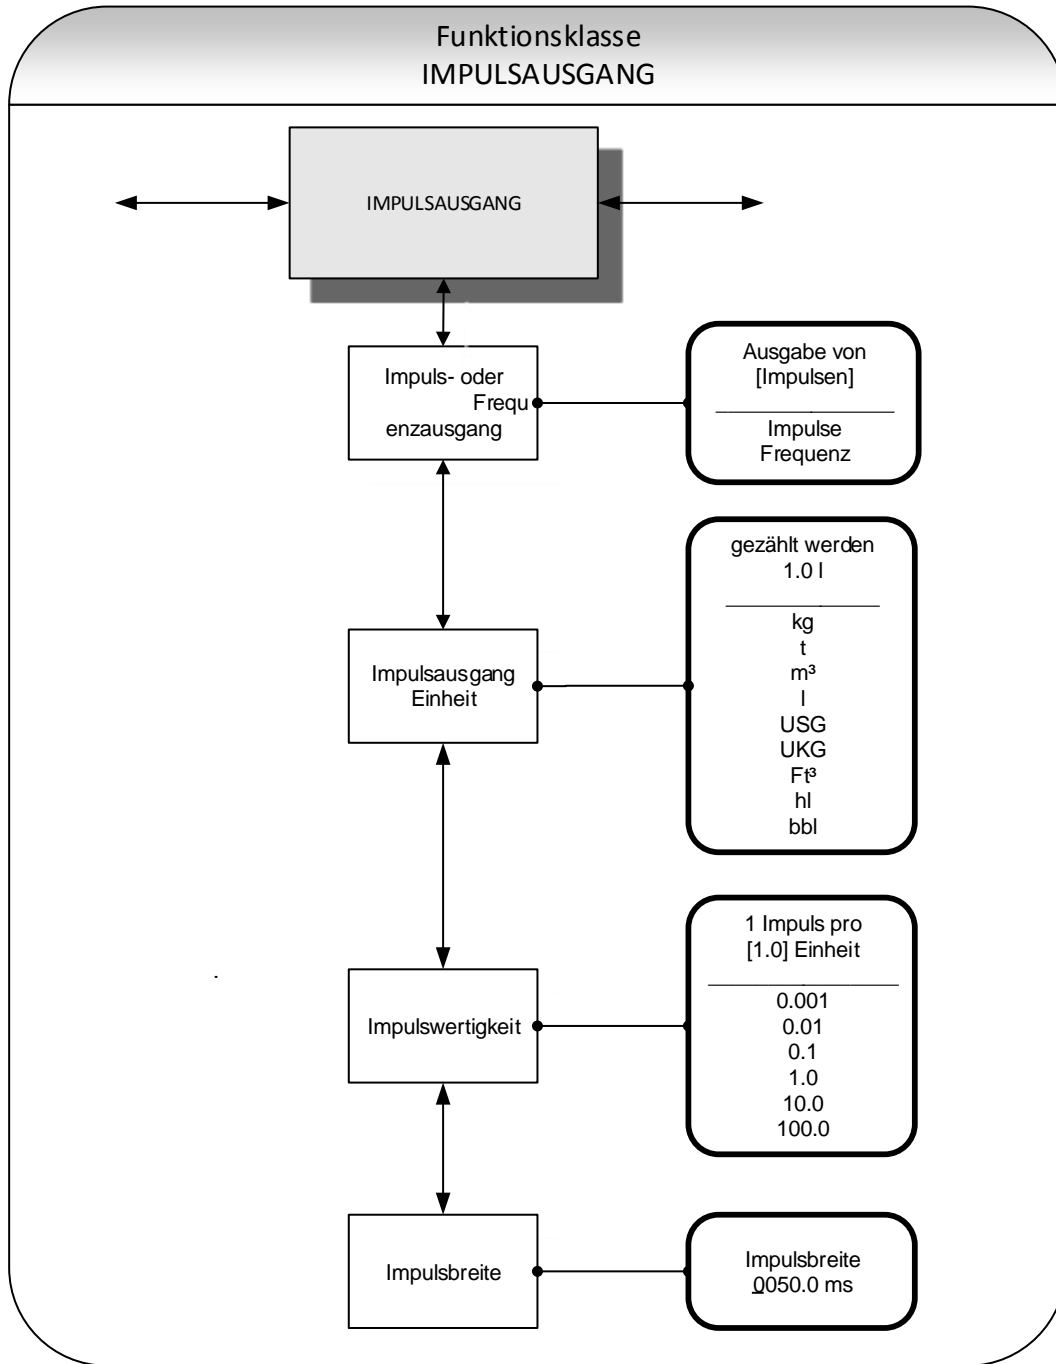 Funktionsklasse
IMPULSAUSGANG
IMPULSAUSGANG
Impuls- oder
Frequ
enzausgang
Ausgabe von
[Impulsen]
Impulse
Frequenz
Impulsausgang
Einheit
gezählt werden
1.0 l
kg
t
m³
l
USG
UKG
Ft³
hl
bbl
Impulswertigkeit
1 Impuls pro
[1.0] Einheit
0.001
0.01
0.1
1.0
10.0
100.0
Impulsbreite
Impulsbreite
0050.0 ms